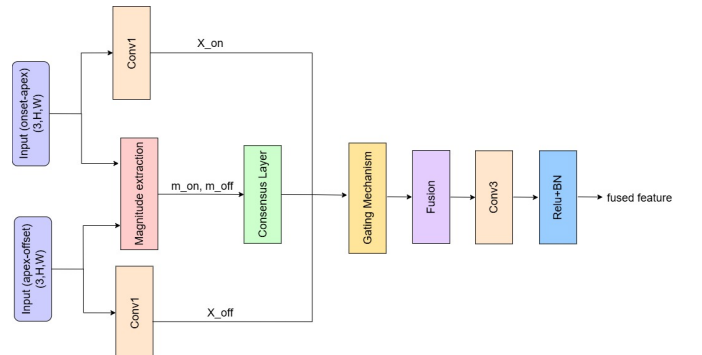 Input (onset-apex)
(3,H,W)
Conv1
X_on
Magnitude extraction
m_on, m_off
Consensus Layer
Gating Mechanism
Fusion
Conv3
Relu+BN
fused feature
Input (apex-offset)
(3,H,W)
Conv1
X_off